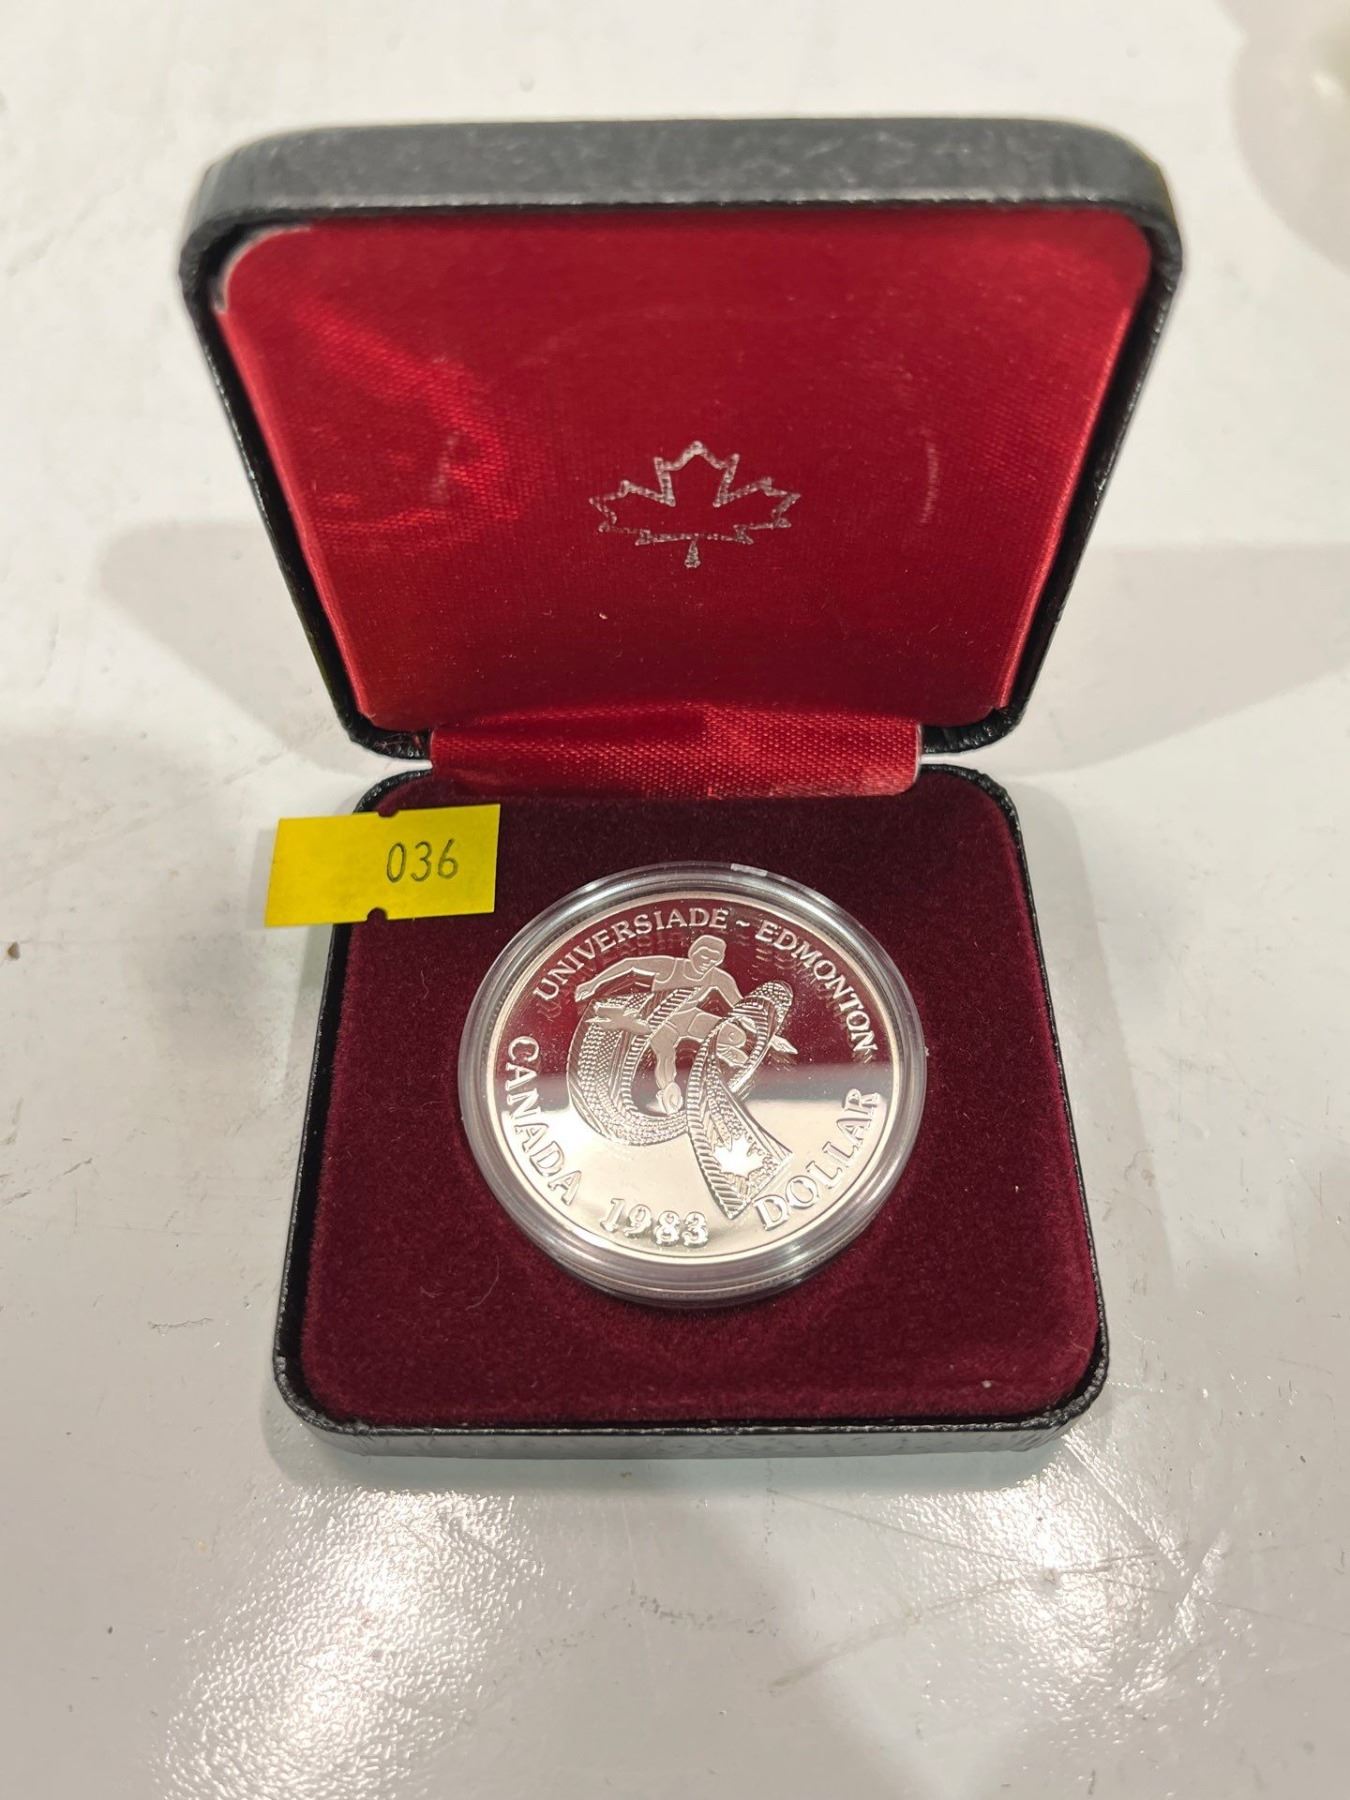 036
UNIVERSIADE ~ EDMONTON
CANADA 1983 DOLLAR